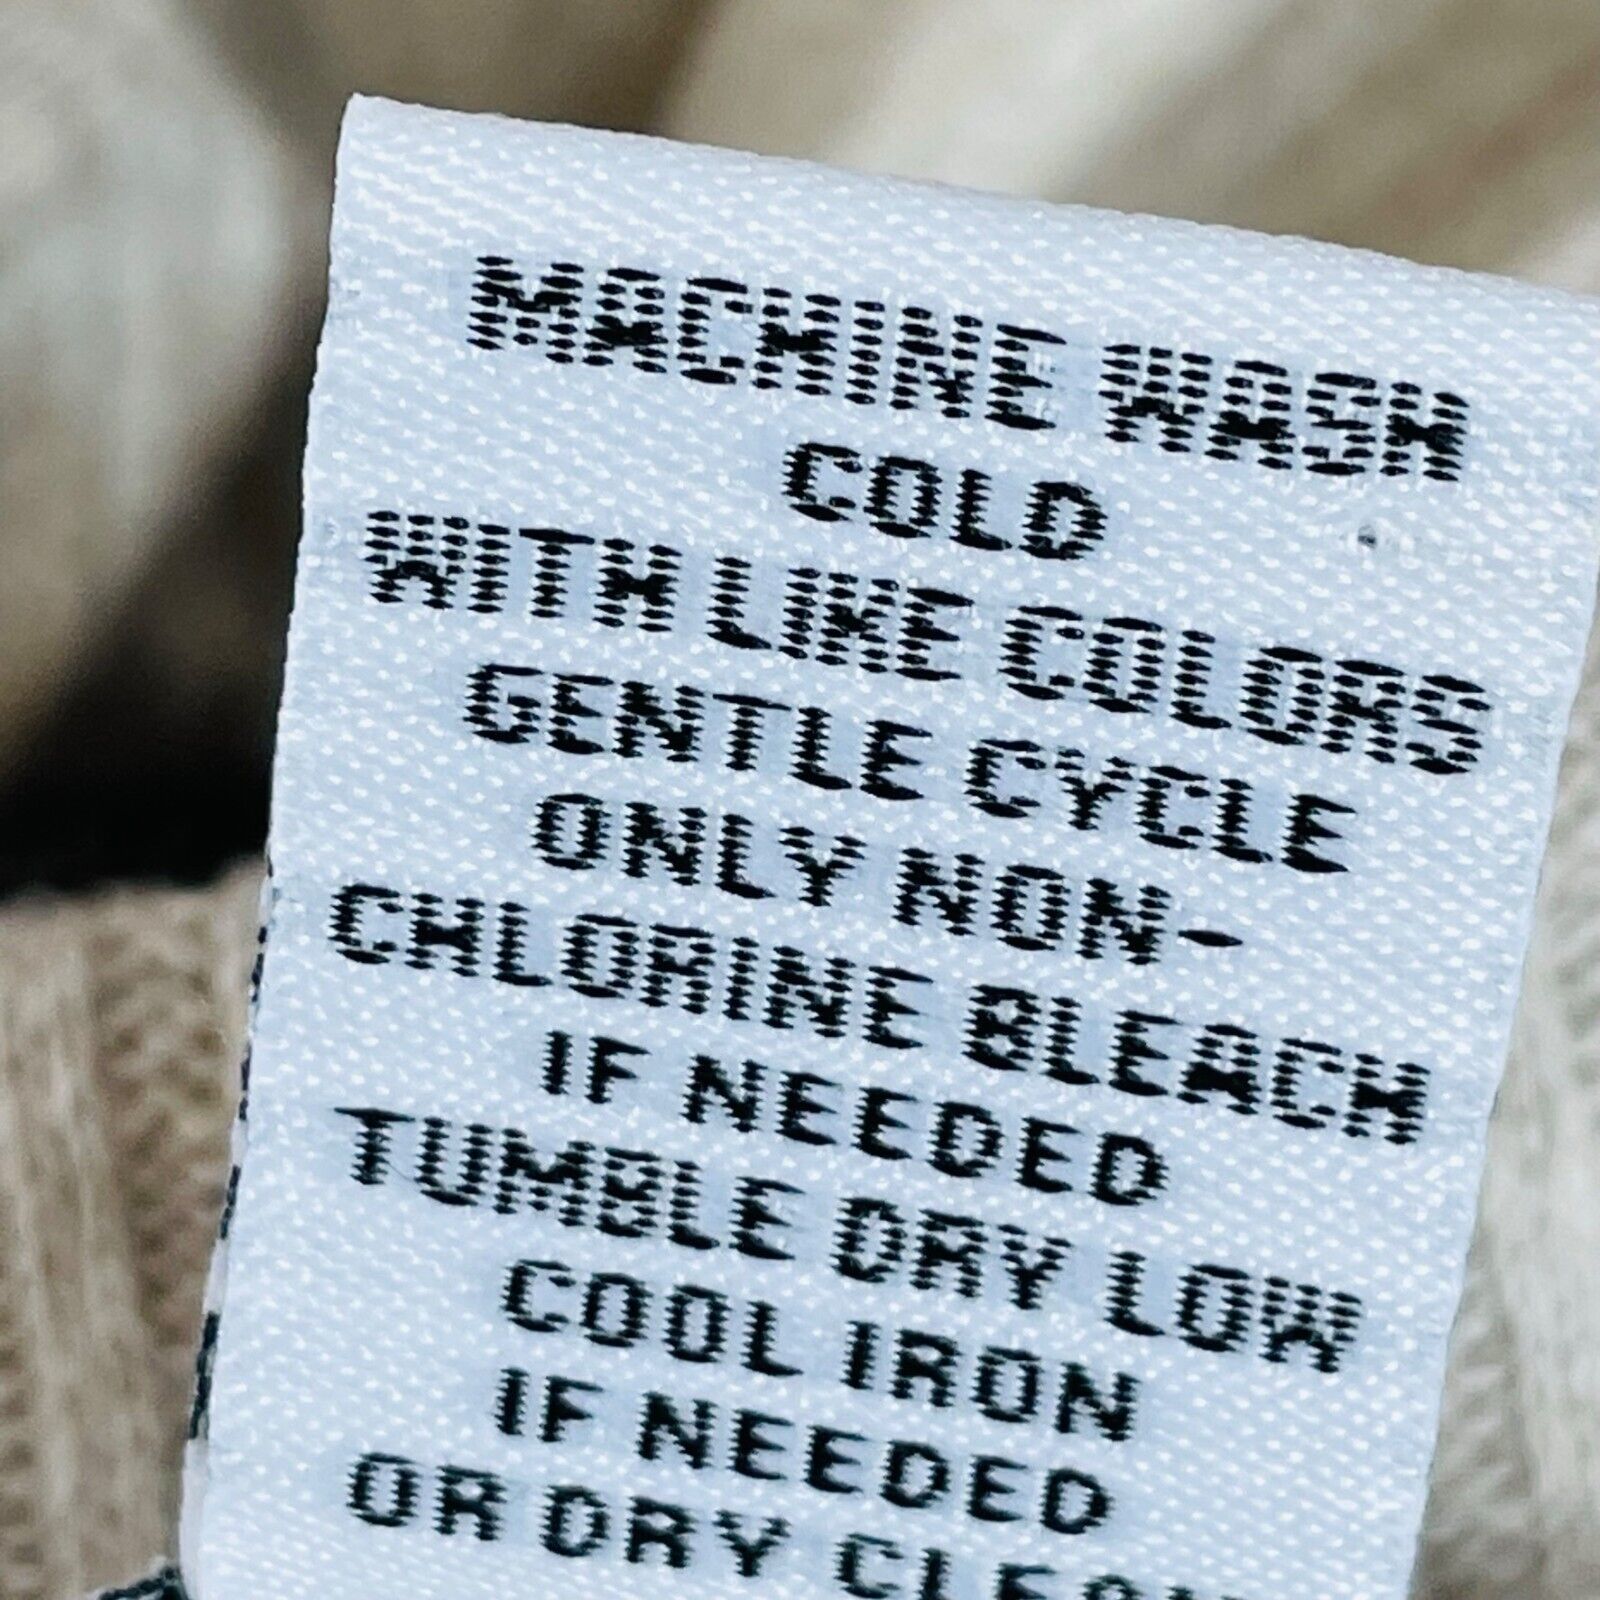 MACHINE WASH
COLD
WITH LIKE COLORS
GENTLE CYCLE
ONLY NON-
CHLORINE BLEACH
IF NEEDED
TUMBLE DRY LOW
COOL IRON
IF NEEDED
OR DRY